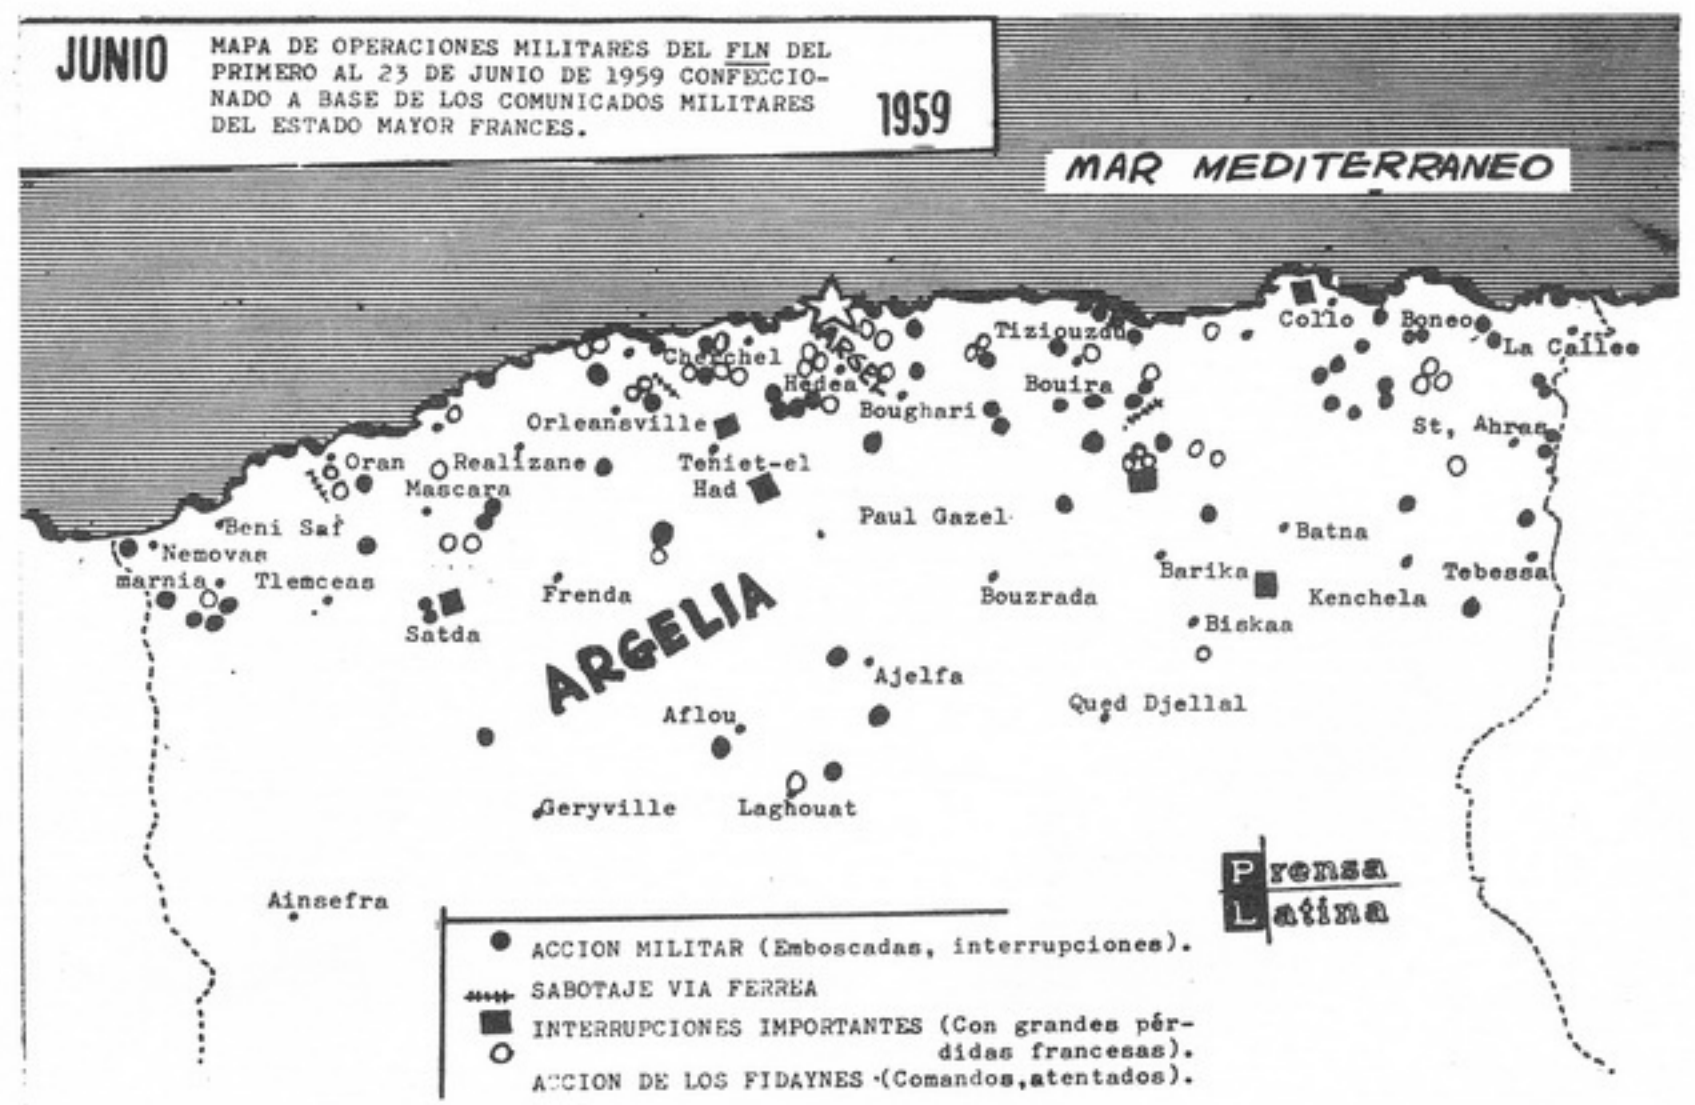 JUNIO
MAPA DE OPERACIONES MILITARES DEL FLN DEL
PRIMERO AL 23 DE JUNIO DE 1959 CONFECCIO-
NADO A BASE DE LOS COMUNICADOS MILITARES
DEL ESTADO MAYOR FRANCES.
1959
MAR MEDITERRANEO
Collo
Boneo
Tiziouzou
La Callee
Cherchel
ARGEL
Hedea
Bouira
Orleansville
Boughari
St, Ahras
Oran
Realizane
Teniet-el
Had
Mascara
Paul Gazel
Beni Saf
Batna
Nemovas
Barika
Tebessa
marnia
Tlemceas
Frenda
Bouzrada
Kenchela
Satda
Biskaa
ARGELIA
Ajelfa
Qued Djellal
Aflou
Geryville
Laghouat
Prensa
Latina
Ainsefra
ACCION MILITAR (Emboscadas, interrupciones).
SABOTAJE VIA FERREA
INTERRUPCIONES IMPORTANTES (Con grandes pér-
didas francesas).
ACCION DE LOS FIDAYNES (Comandos,atentados).